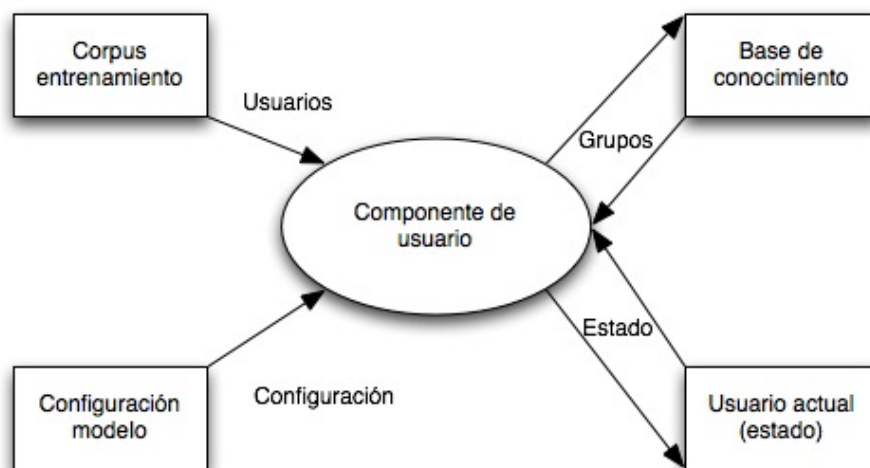 Corpus
entrenamiento
Usuarios
Base de
conocimiento
Grupos
Componente de
usuario
Estado
Configuración
modelo
Configuración
Usuario actual
(estado)